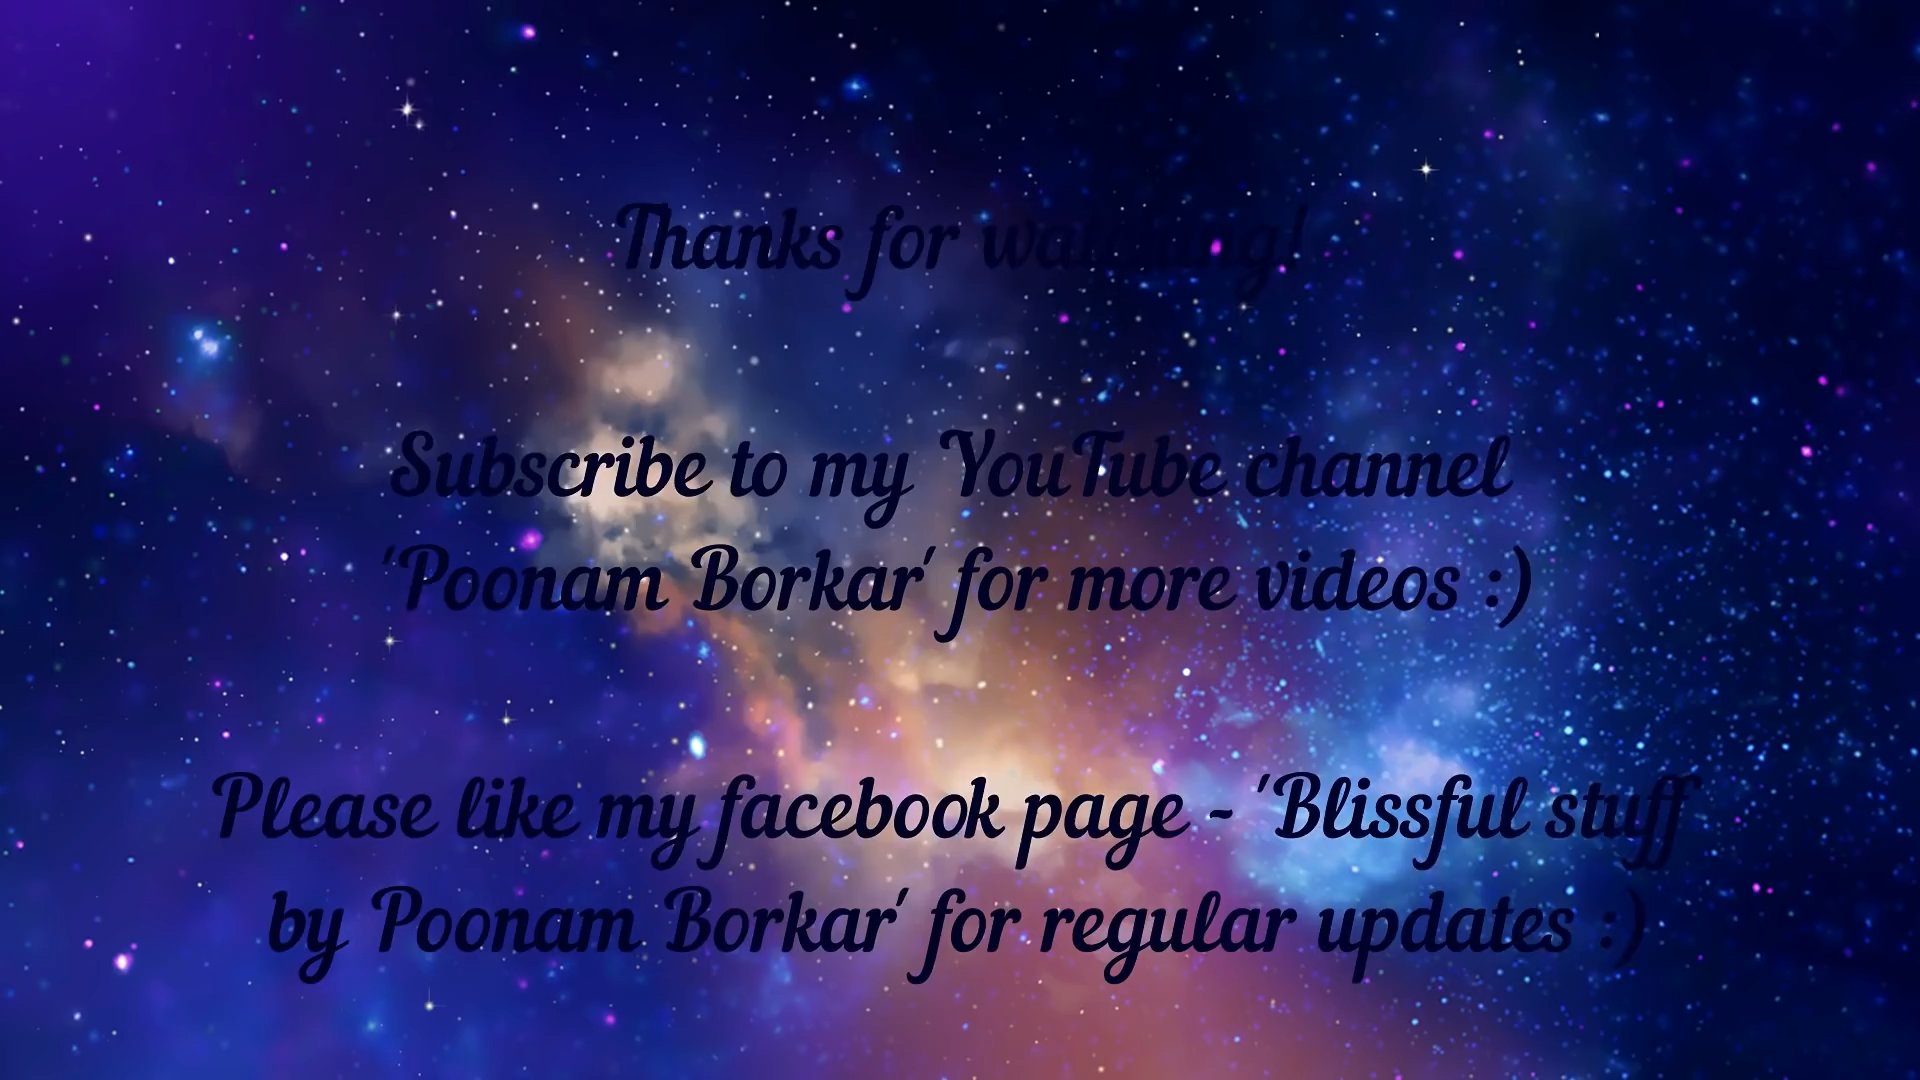 Thanks for watching!
Subscribe to my YouTube channel
'Poonam Borkar' for more videos :)
Please like my facebook page ~ 'Blissful stuff
by Poonam Borkar' for regular updates :)